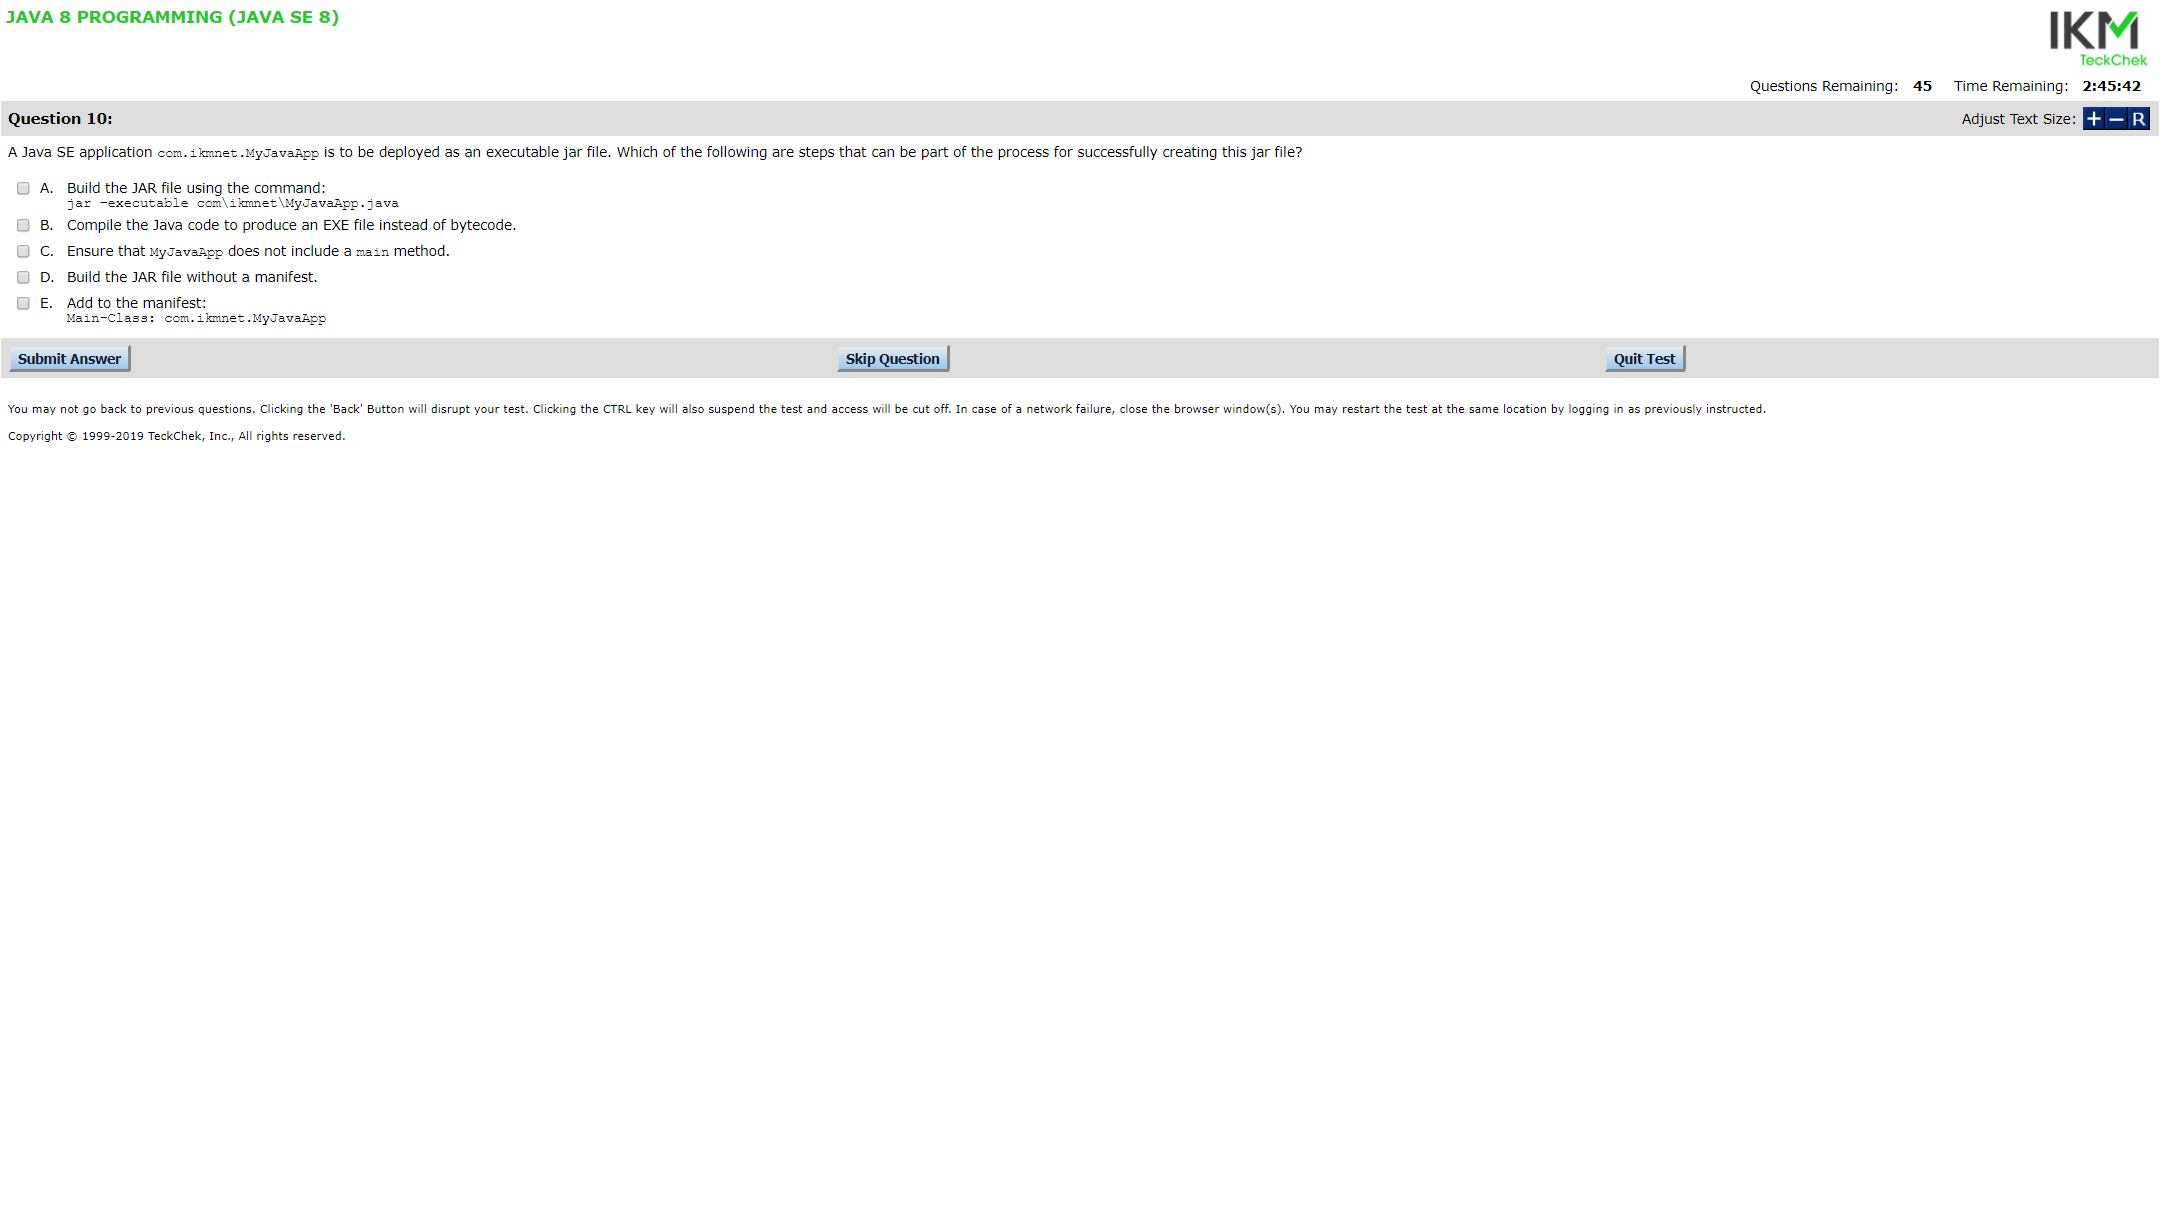 JAVA 8 PROGRAMMING (JAVA SE 8)
IKM
TeckChek
Questions Remaining: 45 Time Remaining: 2:45:42
Question 10:
Adjust Text Size: + - R
A Java SE application com.ikmnet.MyJavaApp is to be deployed as an executable jar file. Which of the following are steps that can be part of the process for successfully creating this jar file?
A. Build the JAR file using the command:
jar -executable com\ikmnet\MyJavaApp.java
B. Compile the Java code to produce an EXE file instead of bytecode.
C. Ensure that MyJavaApp does not include a main method.
D. Build the JAR file without a manifest.
E. Add to the manifest:
Main-Class: com.ikmnet.MyJavaApp
Submit Answer
Skip Question
Quit Test
You may not go back to previous questions. Clicking the 'Back' Button will disrupt your test. Clicking the CTRL key will also suspend the test and access will be cut off. In case of a network failure, close the browser window(s). You may restart the test at the same location by logging in as previously instructed.
Copyright © 1999-2019 TeckChek, Inc., All rights reserved.